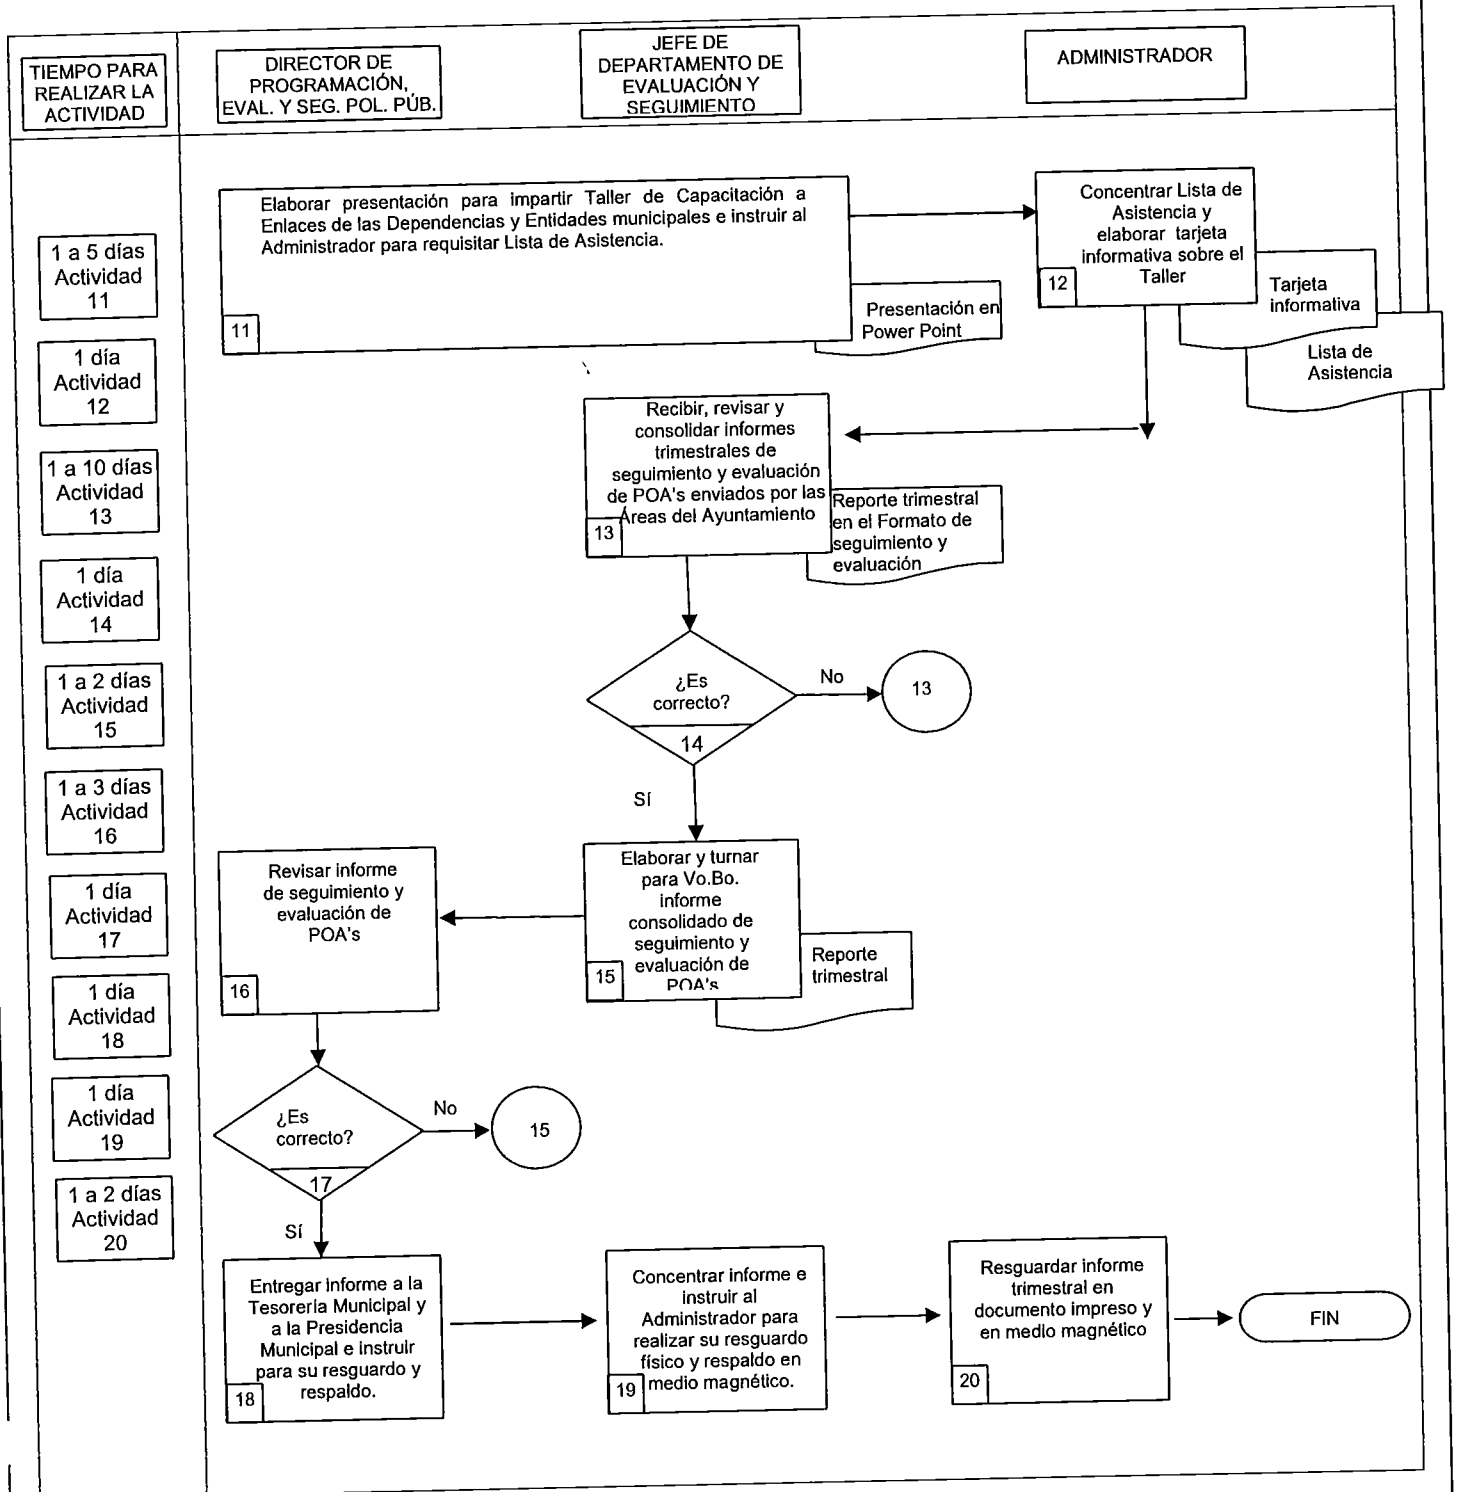 TIEMPO PARA
REALIZAR LA
ACTIVIDAD
DIRECTOR DE
PROGRAMACIÓN,
EVAL. Y SEG. POL. PÚB.
JEFE DE
DEPARTAMENTO DE
EVALUACIÓN Y
SEGUIMIENTO
ADMINISTRADOR
1 a 5 días
Actividad
11
1 día
Actividad
12
1 a 10 días
Actividad
13
1 día
Actividad
14
1 a 2 días
Actividad
15
1 a 3 días
Actividad
16
1 día
Actividad
17
1 día
Actividad
18
1 día
Actividad
19
1 a 2 días
Actividad
20
Elaborar presentación para impartir Taller de Capacitación a
Enlaces de las Dependencias y Entidades municipales e instruir al
Administrador para requisitar Lista de Asistencia.
11
Presentación en
Power Point
Concentrar Lista de
Asistencia y
elaborar tarjeta
informativa sobre el
Taller
12
Tarjeta
informativa
Lista de
Asistencia
Recibir, revisar y
consolidar informes
trimestrales de
seguimiento y evaluación
de POA's enviados por las
Áreas del Ayuntamiento
13
Reporte trimestral
en el Formato de
seguimiento y
evaluación
¿Es
correcto?
14
No
13
Sí
Elaborar y turnar
para Vo.Bo.
informe
consolidado de
seguimiento y
evaluación de
POA's
15
Reporte
trimestral
Revisar informe
de seguimiento y
evaluación de
POA's
16
¿Es
correcto?
17
No
15
Sí
Entregar informe a la
Tesorería Municipal y
a la Presidencia
Municipal e instruir
para su resguardo y
respaldo.
18
Concentrar informe e
instruir al
Administrador para
realizar su resguardo
físico y respaldo en
medio magnético.
19
Resguardar informe
trimestral en
documento impreso y
en medio magnético
20
FIN